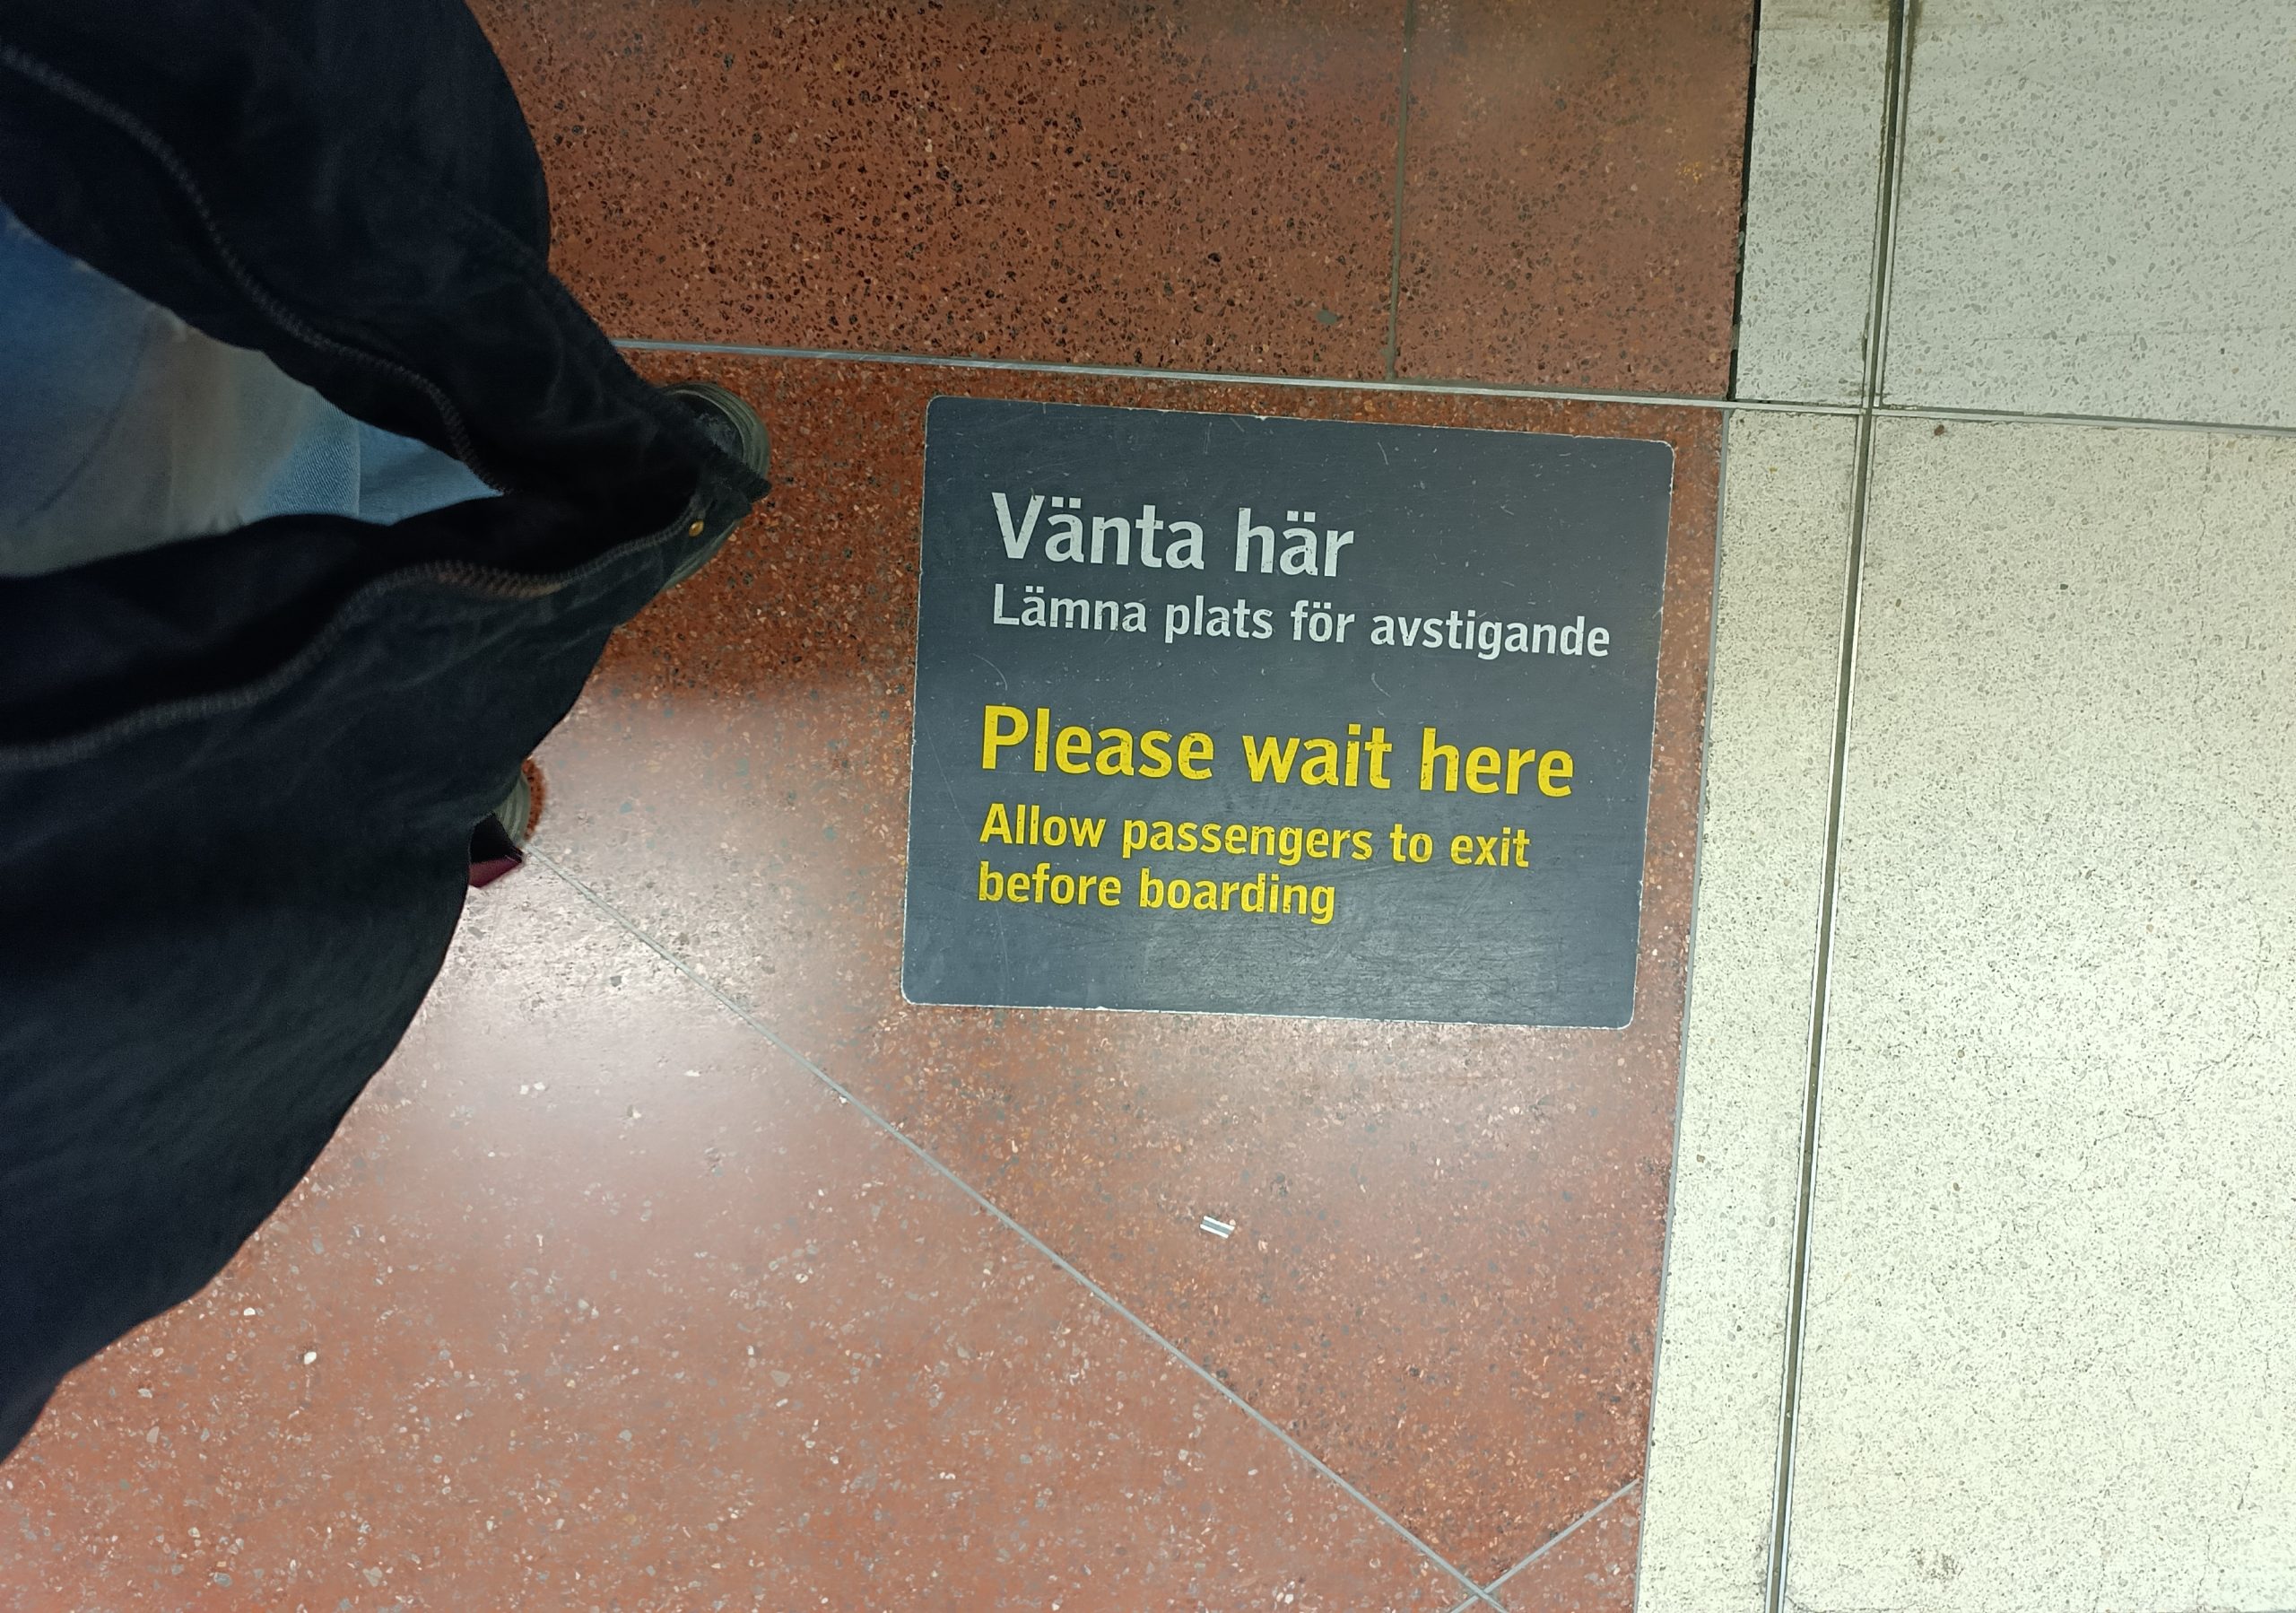 Vänta här
Lämna plats för avstigande
Please wait here
Allow passengers to exit
before boarding